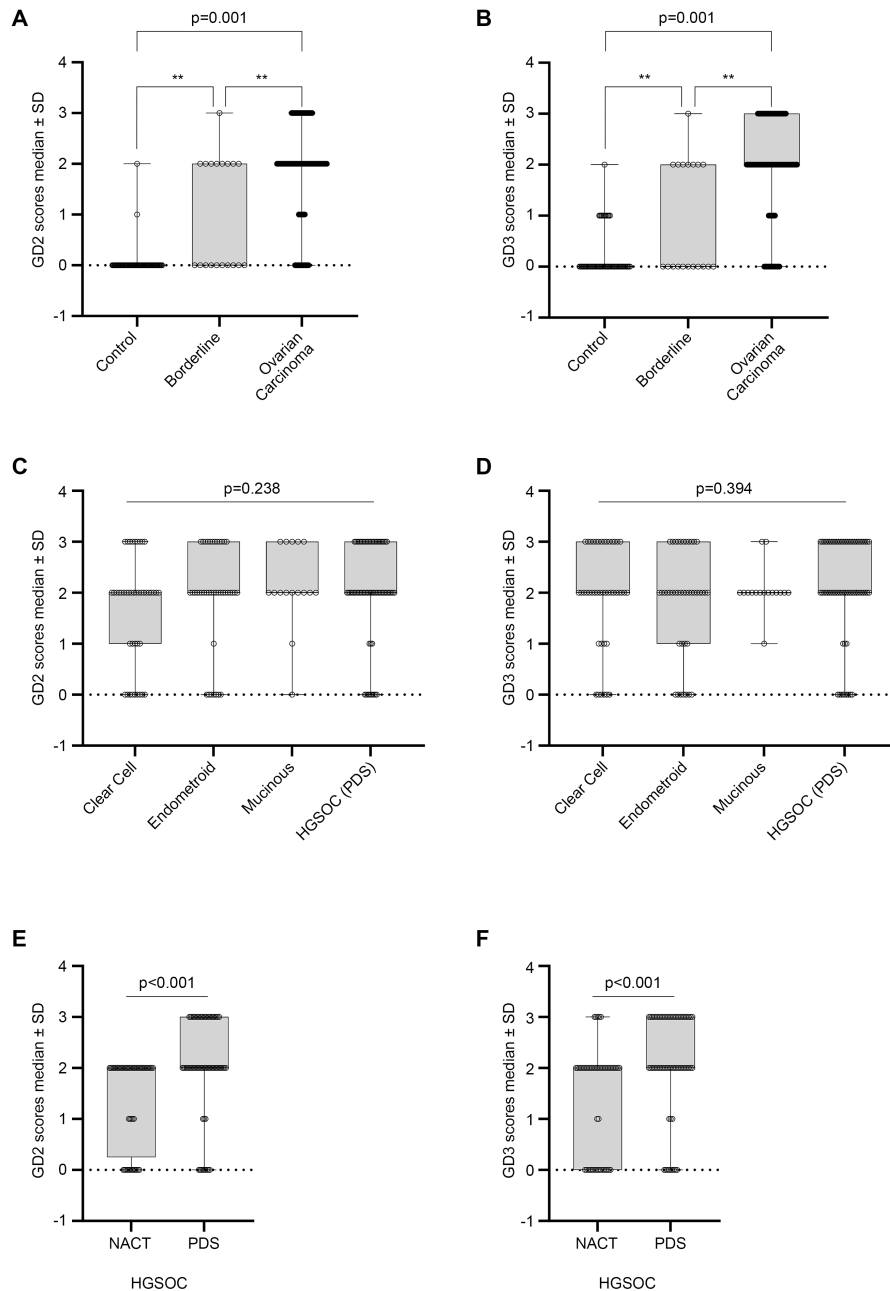 A
p=0.001
**
**
GD2 scores median ± SD
4
3
2
1
0
-1
Control
Borderline
Ovarian
Carcinoma
B
p=0.001
**
**
GD3 scores median ± SD
4
3
2
1
0
-1
Control
Borderline
Ovarian
Carcinoma
C
p=0.238
GD2 scores median ± SD
4
3
2
1
0
-1
Clear Cell
Endometroid
Mucinous
HGSOC (PDS)
D
p=0.394
GD3 scores median ± SD
4
3
2
1
0
-1
Clear Cell
Endometroid
Mucinous
HGSOC (PDS)
E
p<0.001
GD2 scores median ± SD
4
3
2
1
0
-1
NACT
PDS
HGSOC
F
p<0.001
GD3 scores median ± SD
4
3
2
1
0
-1
NACT
PDS
HGSOC